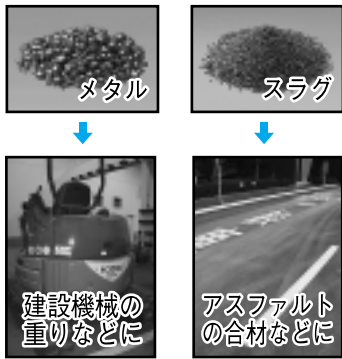 メタル
スラグ
建設機械の
重りなどに
アスファルト
の合材などに